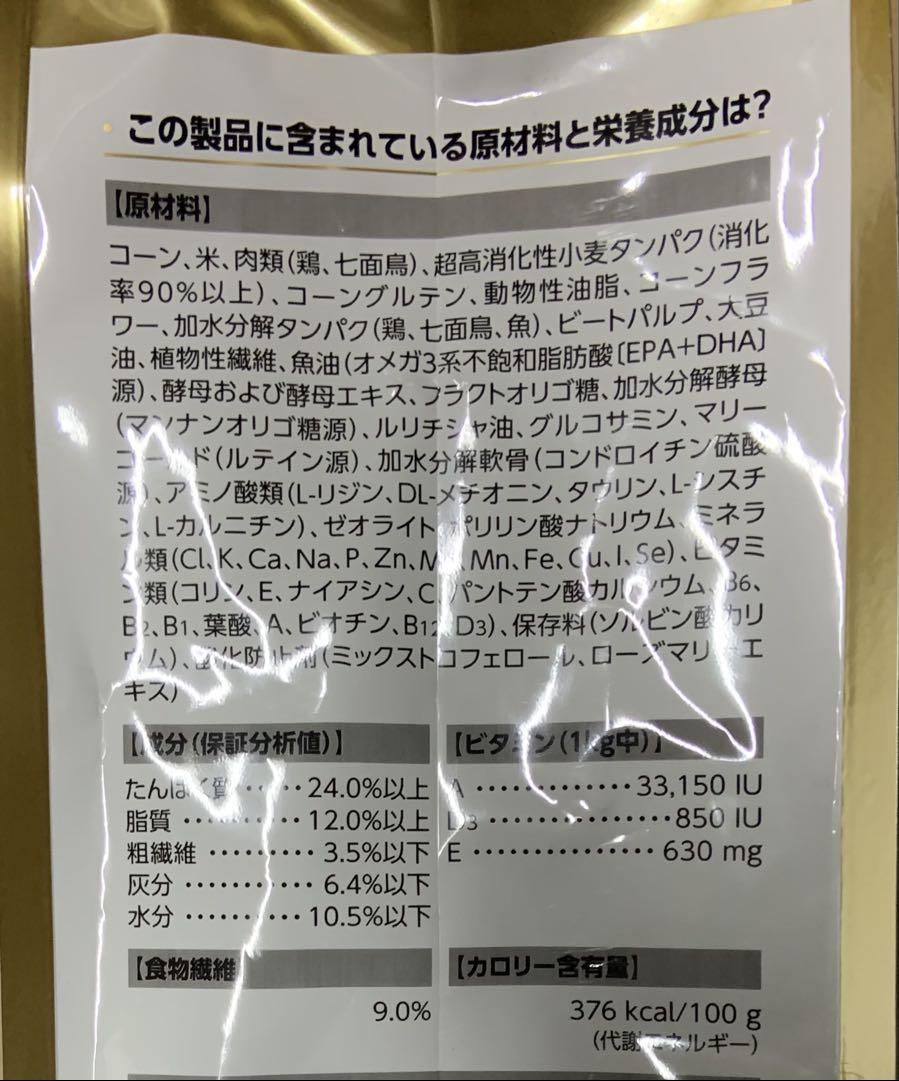 この製品に含まれている原材料と栄養成分は?
【原材料】
コーン、米、肉類(鶏、七面鳥)、超高消化性小麦タンパク(消化
率90%以上)、コーングルテン、動物性油脂、コーンフラ
ワー、加水分解タンパク(鶏、七面鳥、魚)、ビートパルプ、大豆
油、植物性繊維、魚油(オメガ3系不飽和脂肪酸〔EPA+DHA〕
源)、酵母および酵母エキス、フラクトオリゴ糖、加水分解酵母
(マンナンオリゴ糖源)、ルリチシャ油、グルコサミン、マリー
ゴールド(ルテイン源)、加水分解軟骨(コンドロイチン硫酸
源)、アミノ酸類(L-リジン、DL-メチオニン、タウリン、L-シスチ
ン、L-カルニチン)、ゼオライト、ポリリン酸ナトリウム、ミネラ
ル類(Cl、K、Ca、Na、P、Zn、M、Mn、Fe、Cu、I、Se)、ビタミ
ン類(コリン、E、ナイアシン、C、パントテン酸カルシウム、B6、
B2、B1、葉酸、A、ビオチン、B12、D3)、保存料(ソルビン酸カリ
ウム)、酸化防止剤(ミックストコフェロール、ローズマリーエ
キス)
【成分(保証分析値)】
たんぱく質‥‥‥24.0%以上
脂質‥‥‥‥‥12.0%以上
粗繊維‥‥‥‥‥3.5%以下
灰分‥‥‥‥‥‥6.4%以下
水分‥‥‥‥‥10.5%以下
【ビタミン(1kg中)】
A‥‥‥‥‥‥‥33,150 IU
D3‥‥‥‥‥‥‥‥850 IU
E‥‥‥‥‥‥‥‥630 mg
【食物繊維】
9.0%
【カロリー含有量】
376 kcal/100 g
(代謝エネルギー)